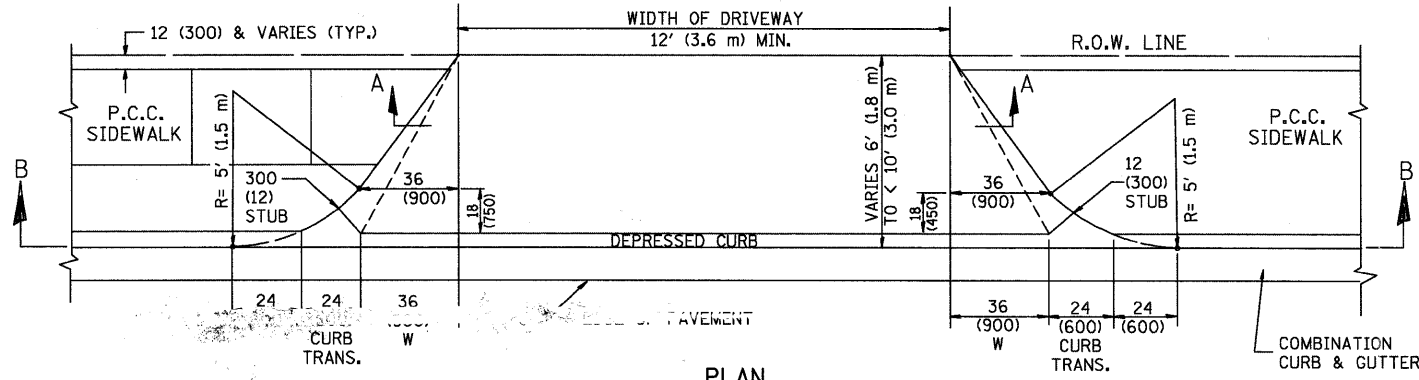 WIDTH OF DRIVEWAY
12' (3.6 m) MIN.
12 (300) & VARIES (TYP.)
R.O.W. LINE
A
A
P.C.C.
SIDEWALK
P.C.C.
SIDEWALK
B
B
R= 5' (1.5 m)
300
(12)
STUB
36
(900)
18
(750)
VARIES 6' (1.8 m)
TO < 10' (3.0 m)
18
(450)
36
(900)
12
(300)
STUB
R= 5' (1.5 m)
DEPRESSED CURB
24
24
CURB
TRANS.
36
W
PAVEMENT
36
(900)
W
24
(600)
CURB
TRANS.
24
(600)
COMBINATION
CURB & GUTTER
PLAN